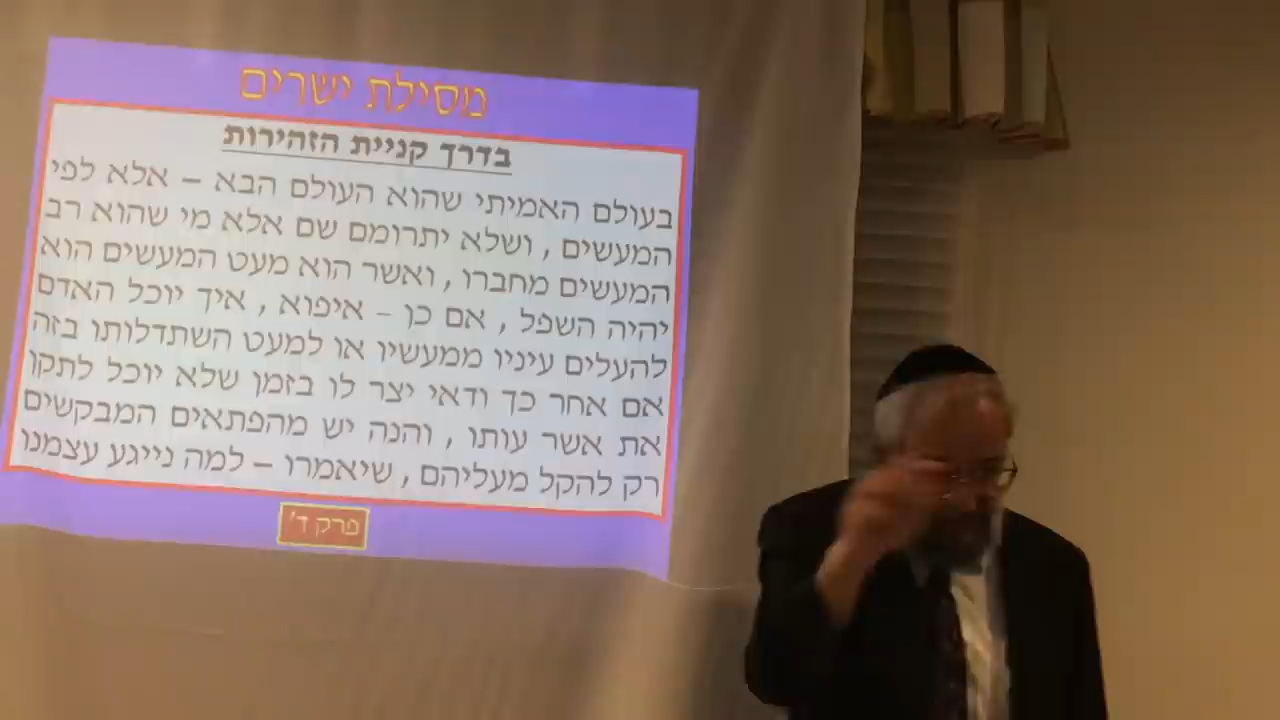 מסילת ישרים
בדרך קניית הזהירות
בעולם האמיתי שהוא העולם הבא – אלא לפי
המעשים , ושלא יתרומם שם אלא מי שהוא רב
המעשים מחברו , ואשר הוא מעט המעשים הוא
יהיה השפל , אם כן – איפוא , איך יוכל האדם
להעלים עיניו ממעשיו או למעט השתדלותו בזה
אם אחר כך ודאי יצר לו בזמן שלא יוכל לתקן
את אשר עותו , והנה יש מהפתאים המבקשים
רק להקל מעליהם , שיאמרו – למה נייגע עצמנו
פרק ד'